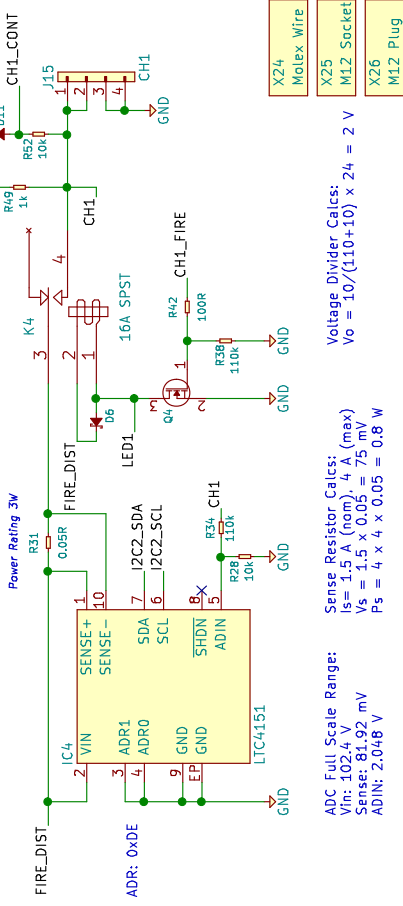 X24
Molex Wire
X25
M12 Socket
X26
M12 Plug
CH1_CONT
J15
CH1
1
2
3
4
GND
R52
10k
R49
1k
CH1
K4
3
4
2
1
16A SPST
CH1_FIRE
R42
100R
R38
110k
GND
1
3
2
Q4
GND
D6
LED1
FIRE_DIST
Voltage Divider Calcs:
Vo = 10/(110+10) x 24 = 2 V
Power Rating 3W
R31
0.05R
I2C2_SDA
I2C2_SCL
CH1
R34
110k
R28
10k
GND
1
10
7
6
8
5
SENSE+
SENSE-
SDA
SCL
SHDN
ADIN
IC4
VIN
ADR1
ADR0
GND
GND
LTC4151
2
3
4
9
EP
GND
FIRE_DIST
ADR: 0xDE
Sense Resistor Calcs:
Is= 1.5 A (nom), 4 A (max)
Vs = 1.5 x 0.05 = 75 mV
Ps = 4 x 4 x 0.05 = 0.8 W
ADC Full Scale Range:
Vin: 102.4 V
Sense: 81.92 mV
ADIN: 2.048 V